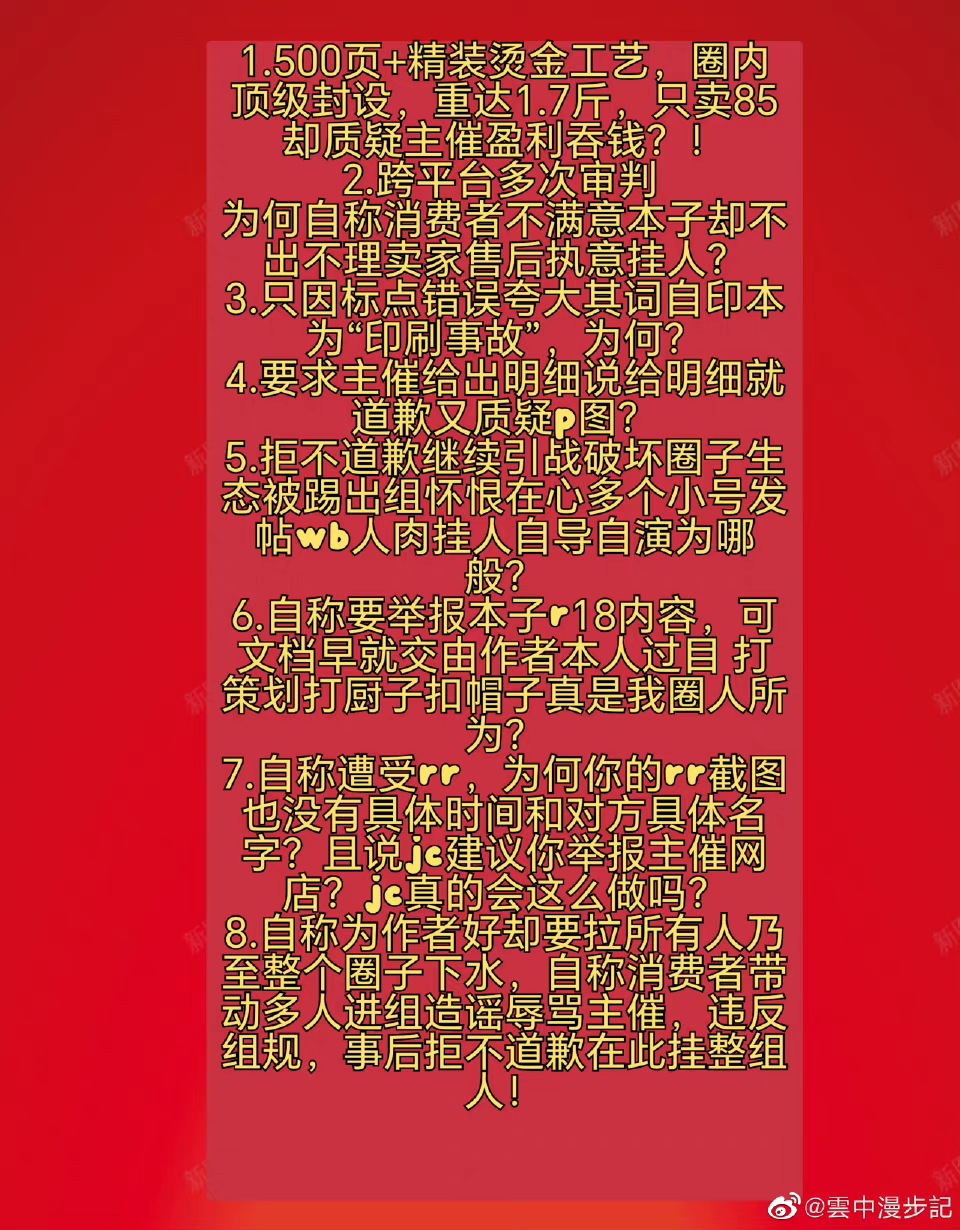 1.500页+精装烫金工艺，圈内
顶级封设，重达1.7斤，只卖85
却质疑主催盈利吞钱？！
2.跨平台多次审判
为何自称消费者不满意本子却不
出不理卖家售后执意挂人？
3.只因标点错误夸大其词自印本
为“印刷事故”，为何？
4.要求主催给出明细说给明细就
道歉又质疑p图？
5.拒不道歉继续引战破坏圈子生
态被踢出组怀恨在心多个小号发
帖wb人肉挂人自导自演为哪
般？
6.自称要举报本子r18内容，可
文档早就交由作者本人过目 打
策划打厨子扣帽子真是我圈人所
为？
7.自称遭受rr，为何你的rr截图
也没有具体时间和对方具体名
字？且说jc建议你举报主催网
店？jc真的会这么做吗？
8.自称为作者好却要拉所有人乃
至整个圈子下水，自称消费者带
动多人进组造谣辱骂主催，违反
组规，事后拒不道歉在此挂整组
人！
@雲中漫步記